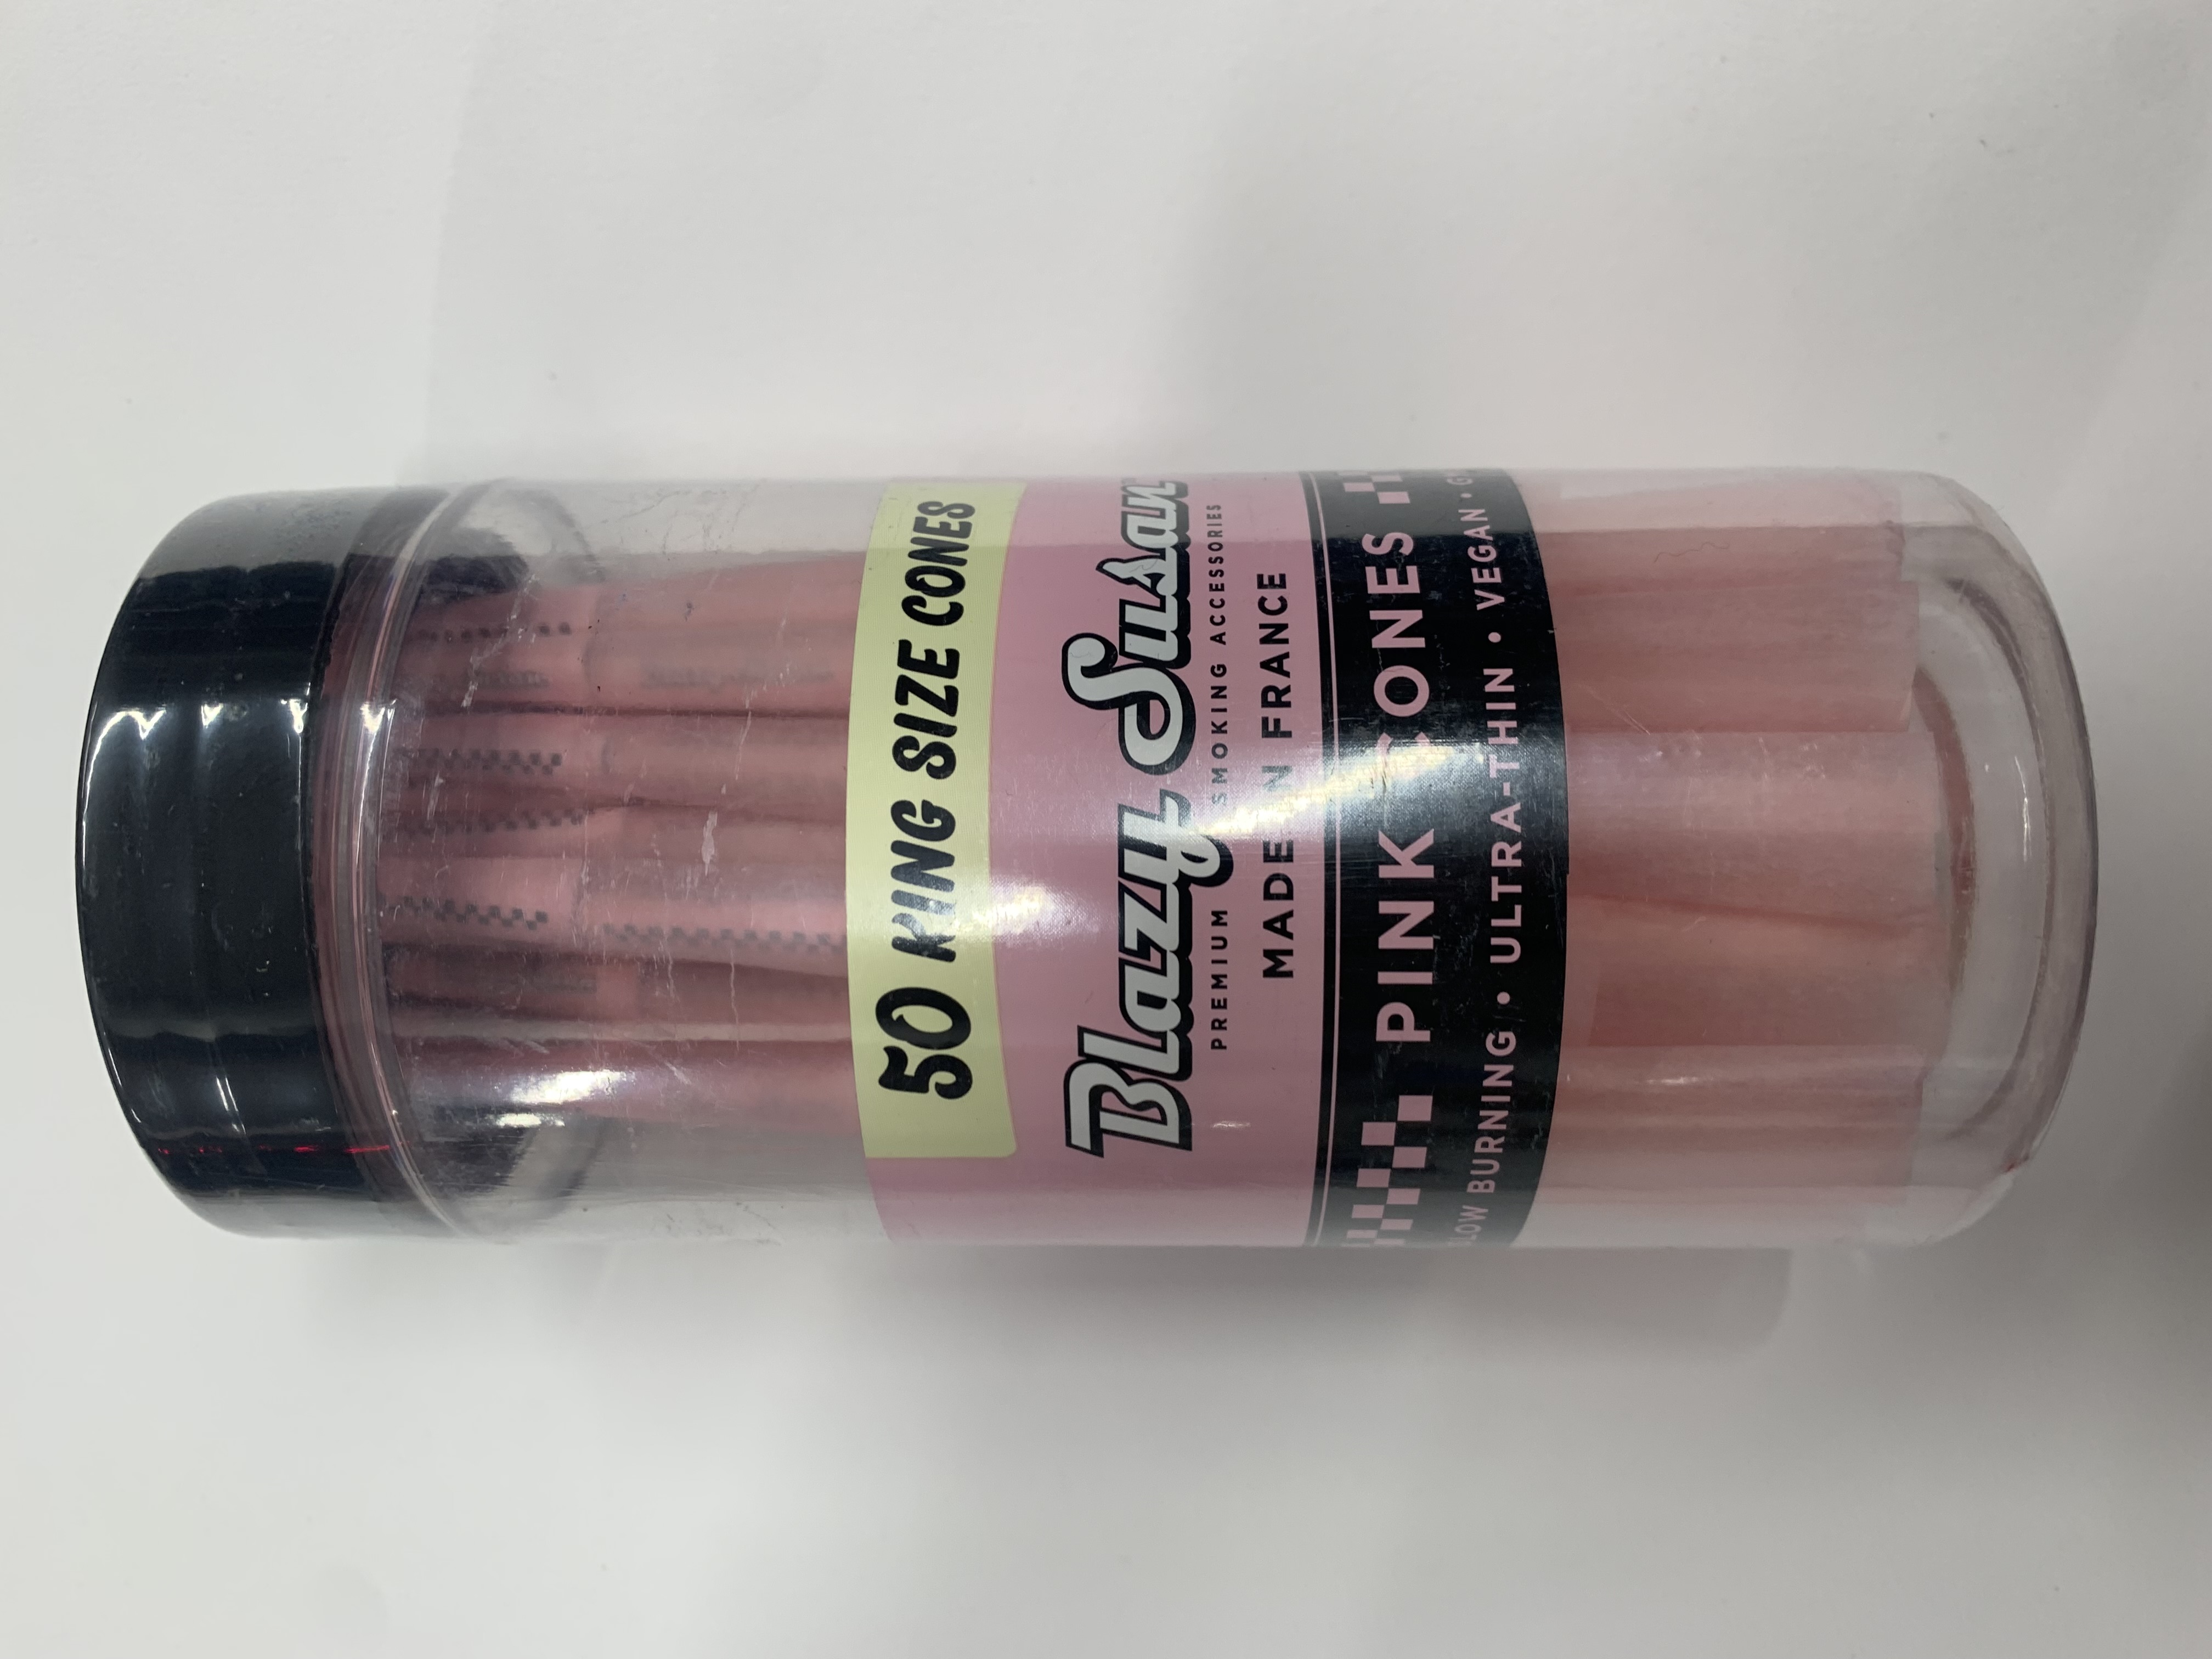 50 KING SIZE CONES
Blazy Susan
PREMIUM SMOKING ACCESSORIES
MADE IN FRANCE
PINK CONES
SLOW BURNING • ULTRA-THIN • VEGAN •